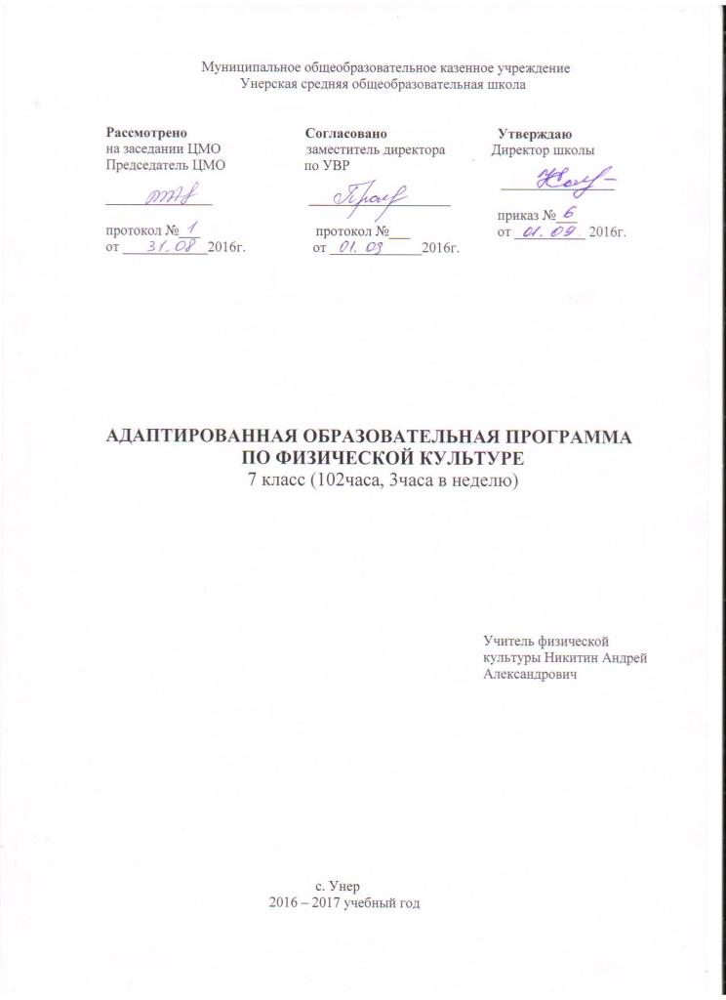 Муниципальное общеобразовательное казенное учреждение
Унерская средняя общеобразовательная школа
Рассмотрено
на заседании ЦМО
Председатель ЦМО
протокол № 1
от 31.08 2016г.
Согласовано
заместитель директора
по УВР
протокол №
от 01.09 2016г.
Утверждаю
Директор школы
приказ № 6
от 01.09. 2016г.
АДАПТИРОВАННАЯ ОБРАЗОВАТЕЛЬНАЯ ПРОГРАММА
ПО ФИЗИЧЕСКОЙ КУЛЬТУРЕ
7 класс (102часа, 3часа в неделю)
Учитель физической
культуры Никитин Андрей
Александрович
с. Унер
2016 – 2017 учебный год